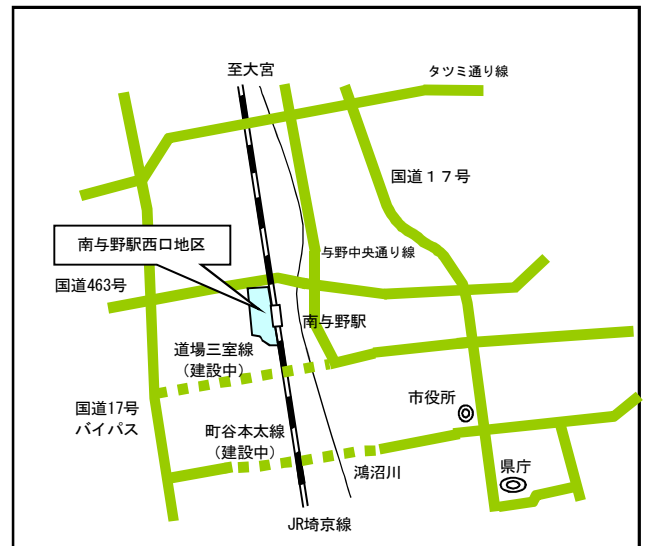 至大宮
タツミ通り線
国道１７号
南与野駅西口地区
与野中央通り線
国道463号
南与野駅
道場三室線
（建設中）
市役所
国道17号
バイパス
町谷本太線
（建設中）
鴻沼川
県庁
JR埼京線